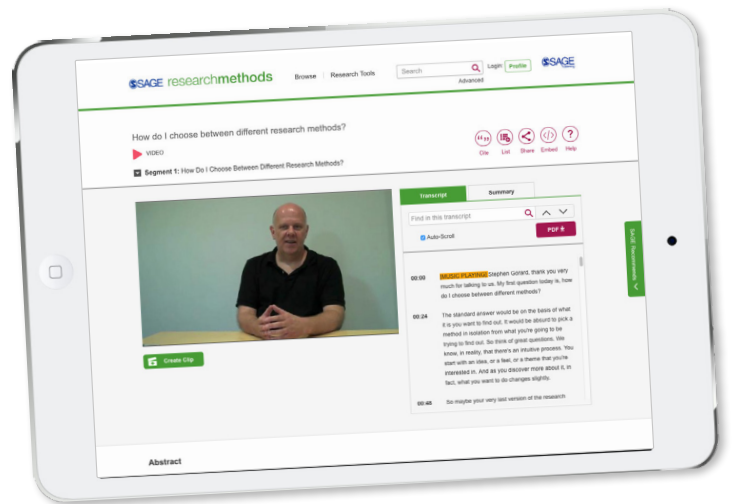 SAGE researchmethods
Browse | Research Tools
Search
Advanced
Login Profile
SAGE
How do I choose between different research methods?
VIDEO
Segment 1: How Do I Choose Between Different Research Methods?
Cite List Share Embed Help
Transcript Summary
Find in this transcript
Auto-Scroll
PDF
00:00 [MUSIC PLAYING] Stephen Gorard, thank you very
much for talking to us. My first question today is, how
do I choose between different methods?
00:24 The standard answer would be on the basis of what
it is you want to find out. It would be absurd to pick a
method in isolation from what you're going to be
trying to find out. So think of great questions. We
know, in reality, that there's an intuitive process. You
start with an idea, or a feel, or a theme that you're
interested in. And as you discover more about it, in
fact, what you want to do changes slightly.
00:48 So maybe your very last version of the research
SAGE Recommends
Create Clip
Abstract